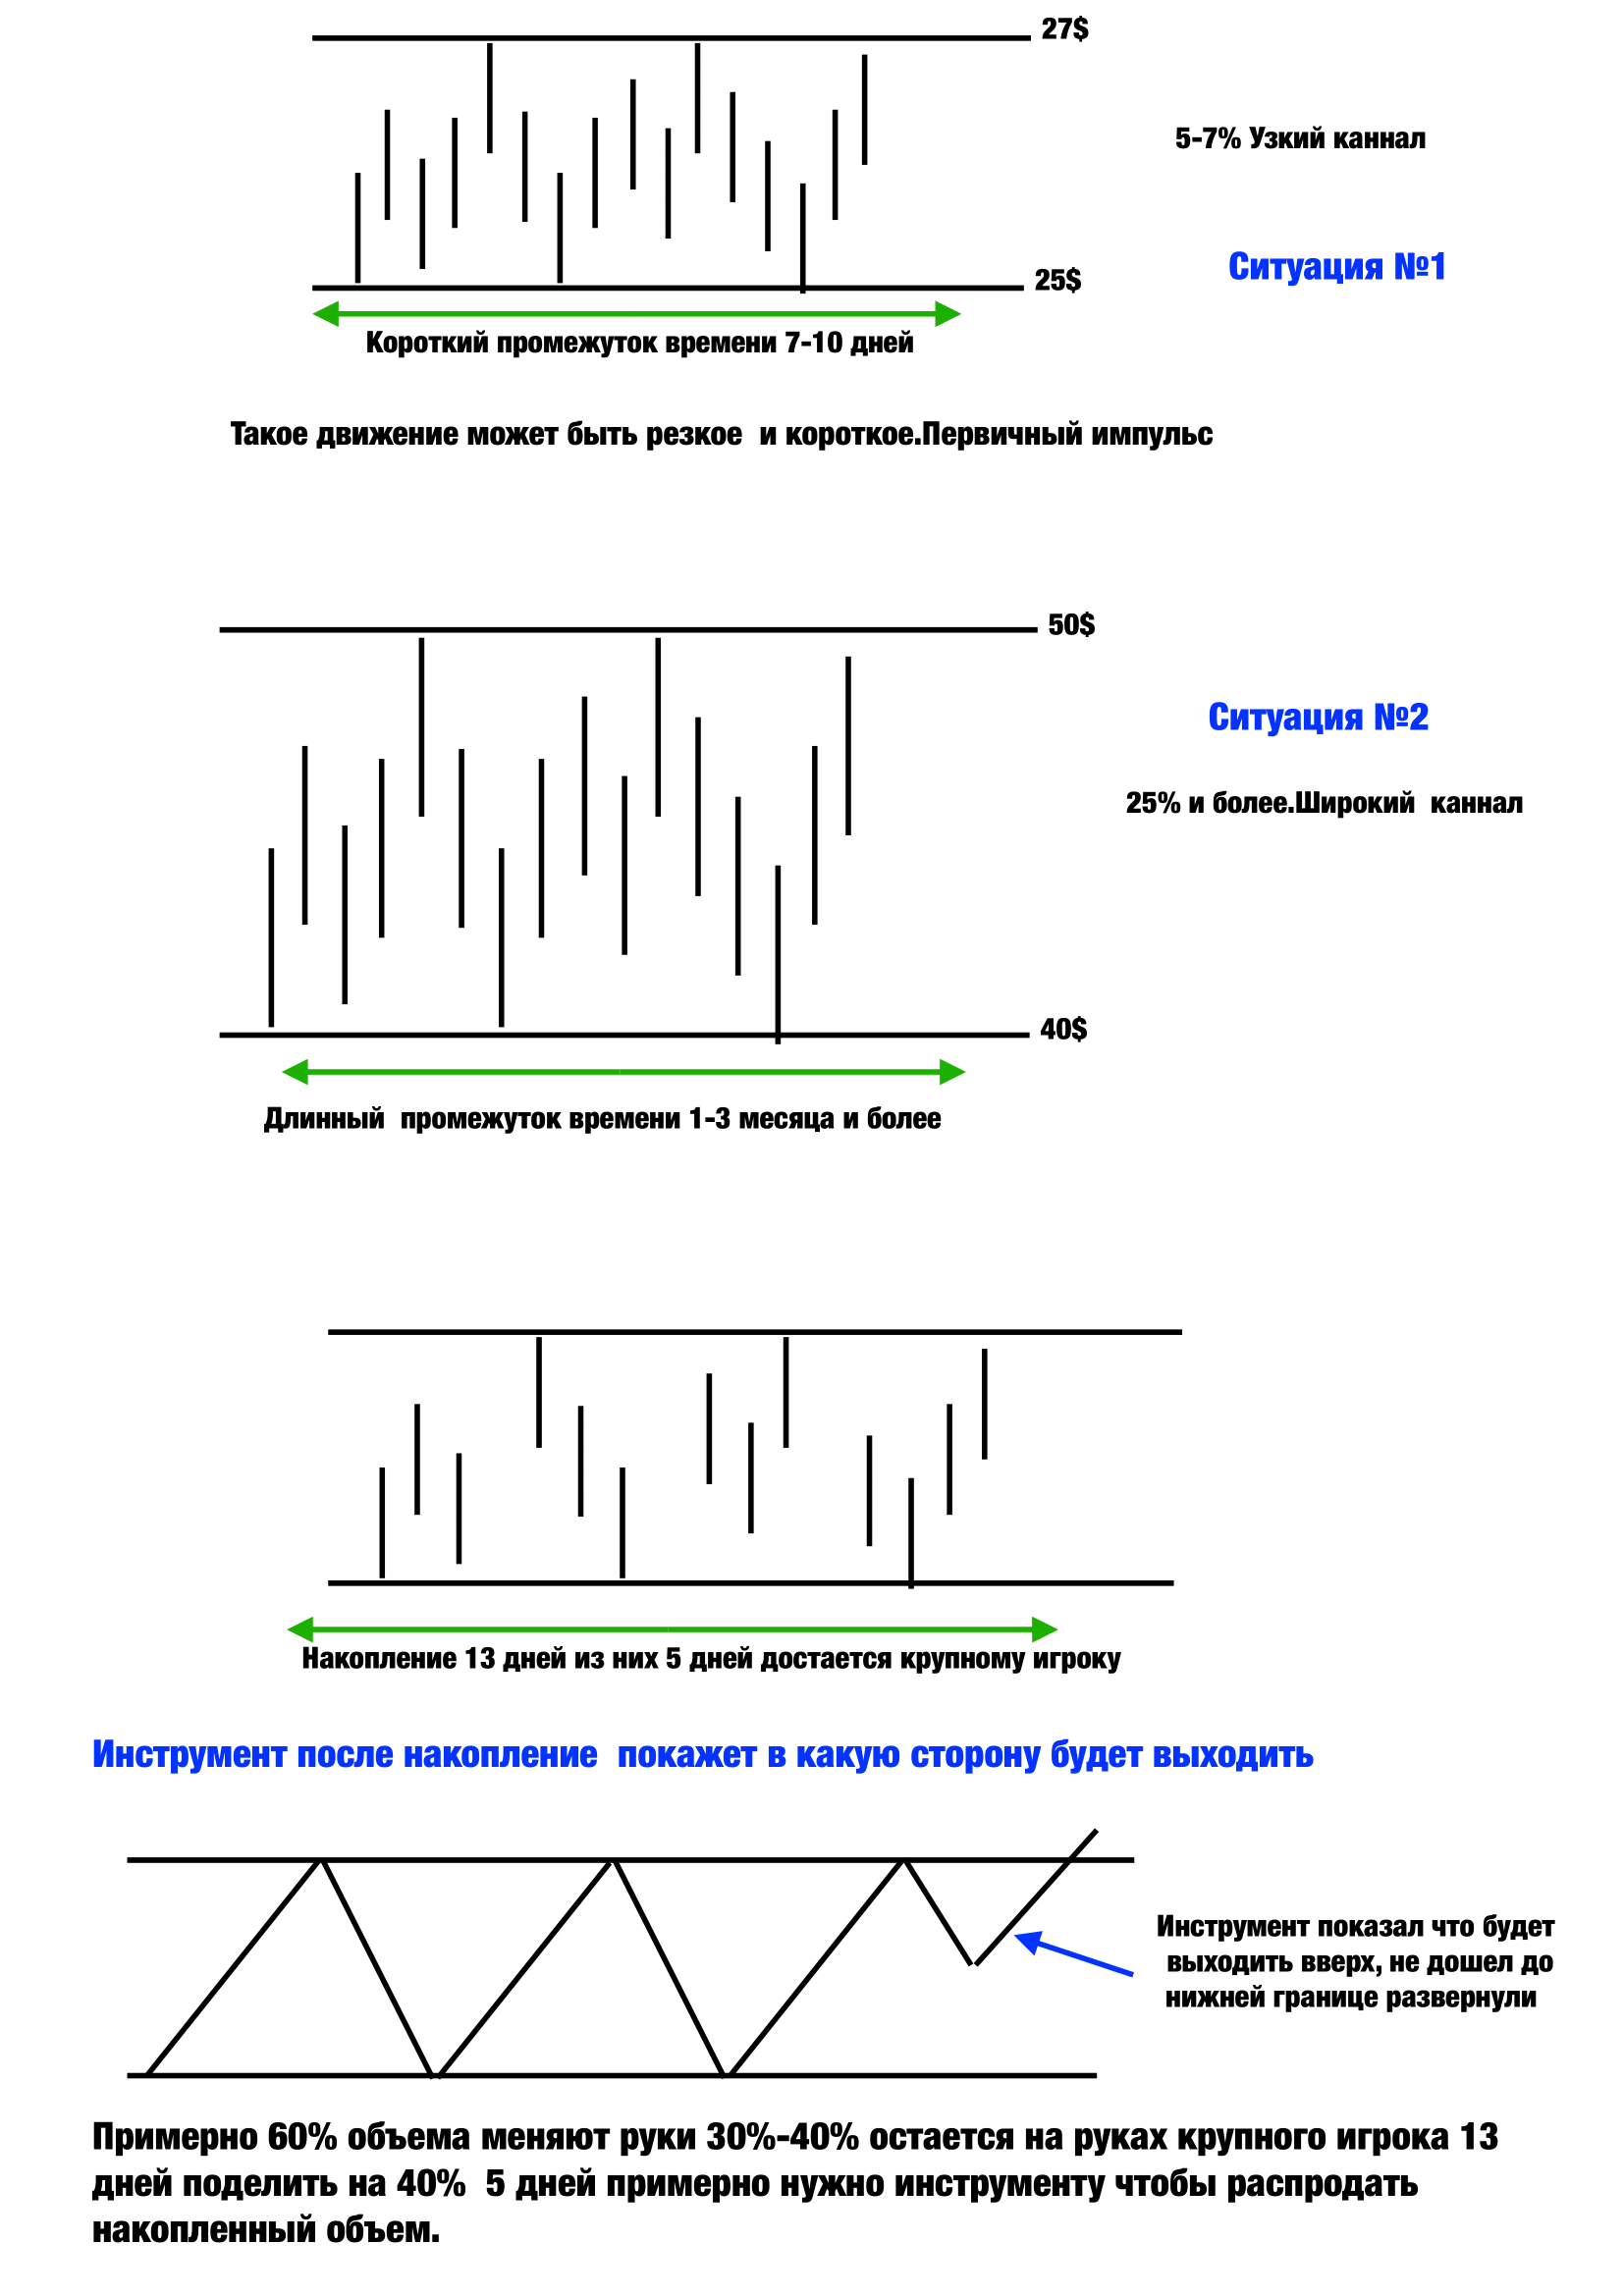 27$
5-7% Узкий каннал
Ситуация №1
25$
Короткий промежуток времени 7-10 дней
Такое движение может быть резкое  и короткое.Первичный импульс
50$
Ситуация №2
25% и более.Широкий  каннал
40$
Длинный  промежуток времени 1-3 месяца и более
Накопление 13 дней из них 5 дней достается крупному игроку
Инструмент после накопление  покажет в какую сторону будет выходить
Инструмент показал что будет
выходить вверх, не дошел до
нижней границе развернули
Примерно 60% объема меняют руки 30%-40% остается на руках крупного игрока 13
дней поделить на 40%  5 дней примерно нужно инструменту чтобы распродать
накопленный объем.